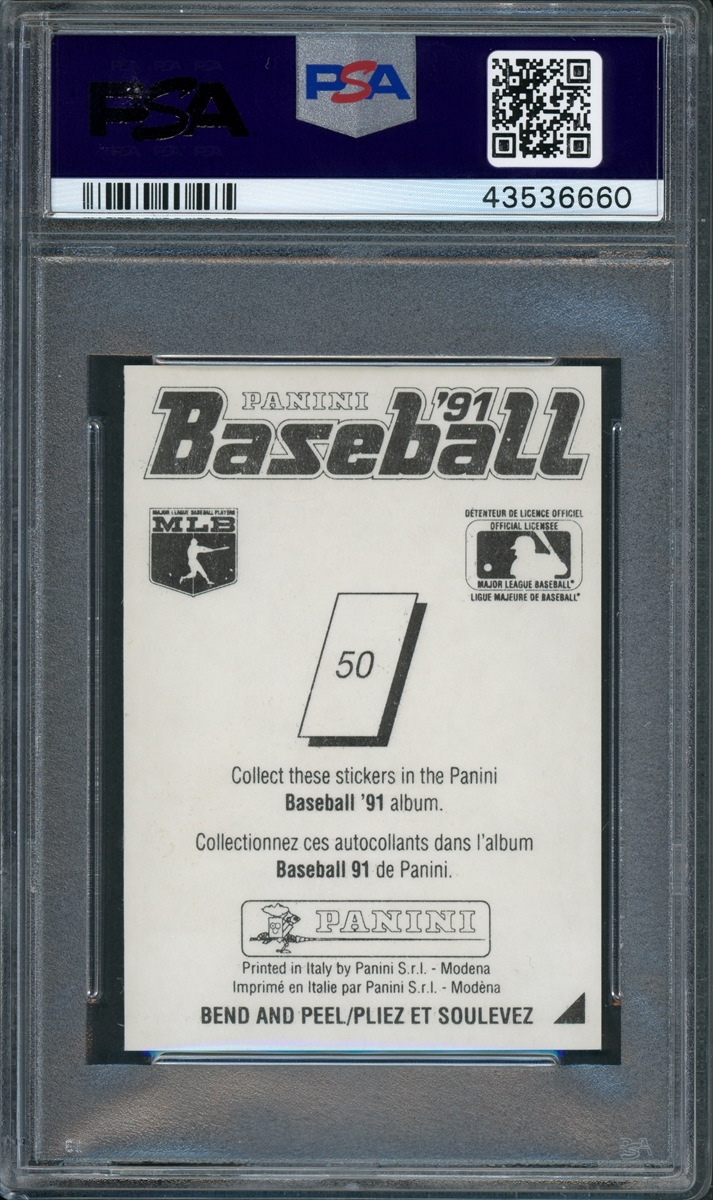 PSA
PSA
43536660
PANINI '91
Baseball
MAJOR LEAGUE BASEBALL PLAYERS
MLB
DÉTENTEUR DE LICENCE OFFICIEL
OFFICIAL LICENSEE
MAJOR LEAGUE BASEBALL
LIGUE MAJEURE DE BASEBALL
50
Collect these stickers in the Panini
Baseball '91 album.
Collectionnez ces autocollants dans l'album
Baseball 91 de Panini.
PANINI
Printed in Italy by Panini S.r.l. - Modena
Imprimé en Italie par Panini S.r.l. - Modèna
BEND AND PEEL/PLIEZ ET SOULEVEZ
PSA